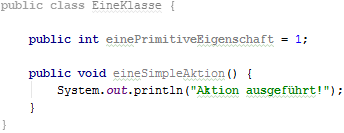 public class EineKlasse {
public int einePrimitiveEigenschaft = 1;
public void eineSimpleAktion() {
System.out.println("Aktion ausgeführt!");
}
}